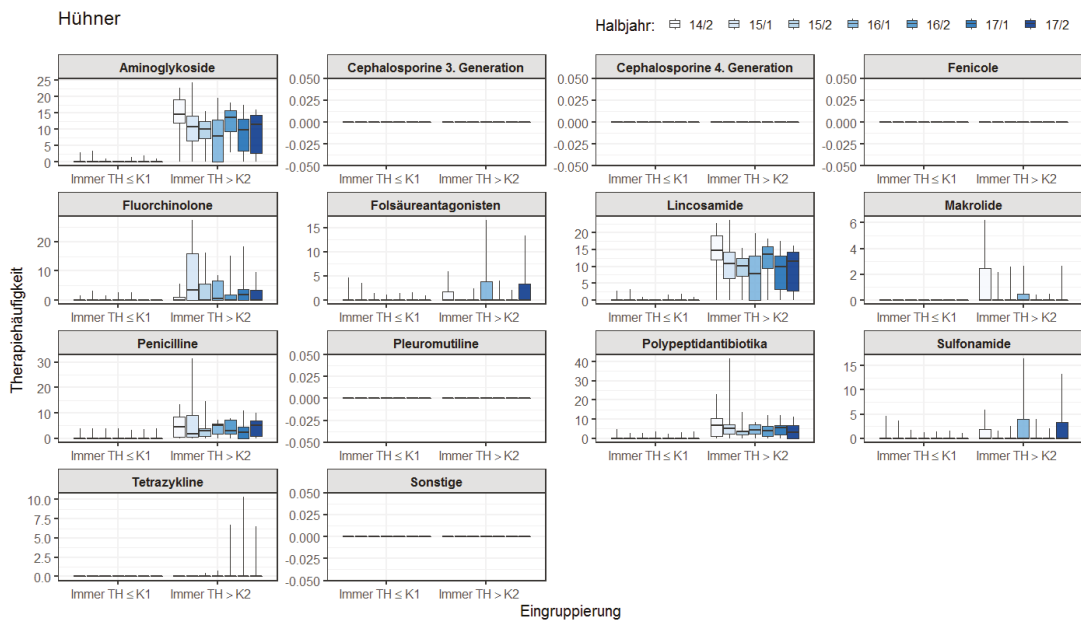 Hühner
Halbjahr: 14/2 15/1 15/2 16/1 16/2 17/1 17/2
Aminoglykoside
Cephalosporine 3. Generation
Cephalosporine 4. Generation
Fenicole
25
20
15
10
5
0
0.050
0.025
0.000
-0.025
-0.050
0.050
0.025
0.000
-0.025
-0.050
0.050
0.025
0.000
-0.025
-0.050
Immer TH ≤ K1 Immer TH > K2
Immer TH ≤ K1 Immer TH > K2
Immer TH ≤ K1 Immer TH > K2
Immer TH ≤ K1 Immer TH > K2
Fluorchinolone
Folsäureantagonisten
Lincosamide
Makrolide
20
10
0
15
10
5
0
20
15
10
5
0
6
4
2
0
Immer TH ≤ K1 Immer TH > K2
Immer TH ≤ K1 Immer TH > K2
Immer TH ≤ K1 Immer TH > K2
Immer TH ≤ K1 Immer TH > K2
Therapiehäufigkeit
Penicilline
Pleuromutiline
Polypeptidantibiotika
Sulfonamide
30
20
10
0
0.050
0.025
0.000
-0.025
-0.050
40
30
20
10
0
15
10
5
0
Immer TH ≤ K1 Immer TH > K2
Immer TH ≤ K1 Immer TH > K2
Immer TH ≤ K1 Immer TH > K2
Immer TH ≤ K1 Immer TH > K2
Tetrazykline
Sonstige
10.0
7.5
5.0
2.5
0.0
0.050
0.025
0.000
-0.025
-0.050
Immer TH ≤ K1 Immer TH > K2
Immer TH ≤ K1 Immer TH > K2
Eingruppierung